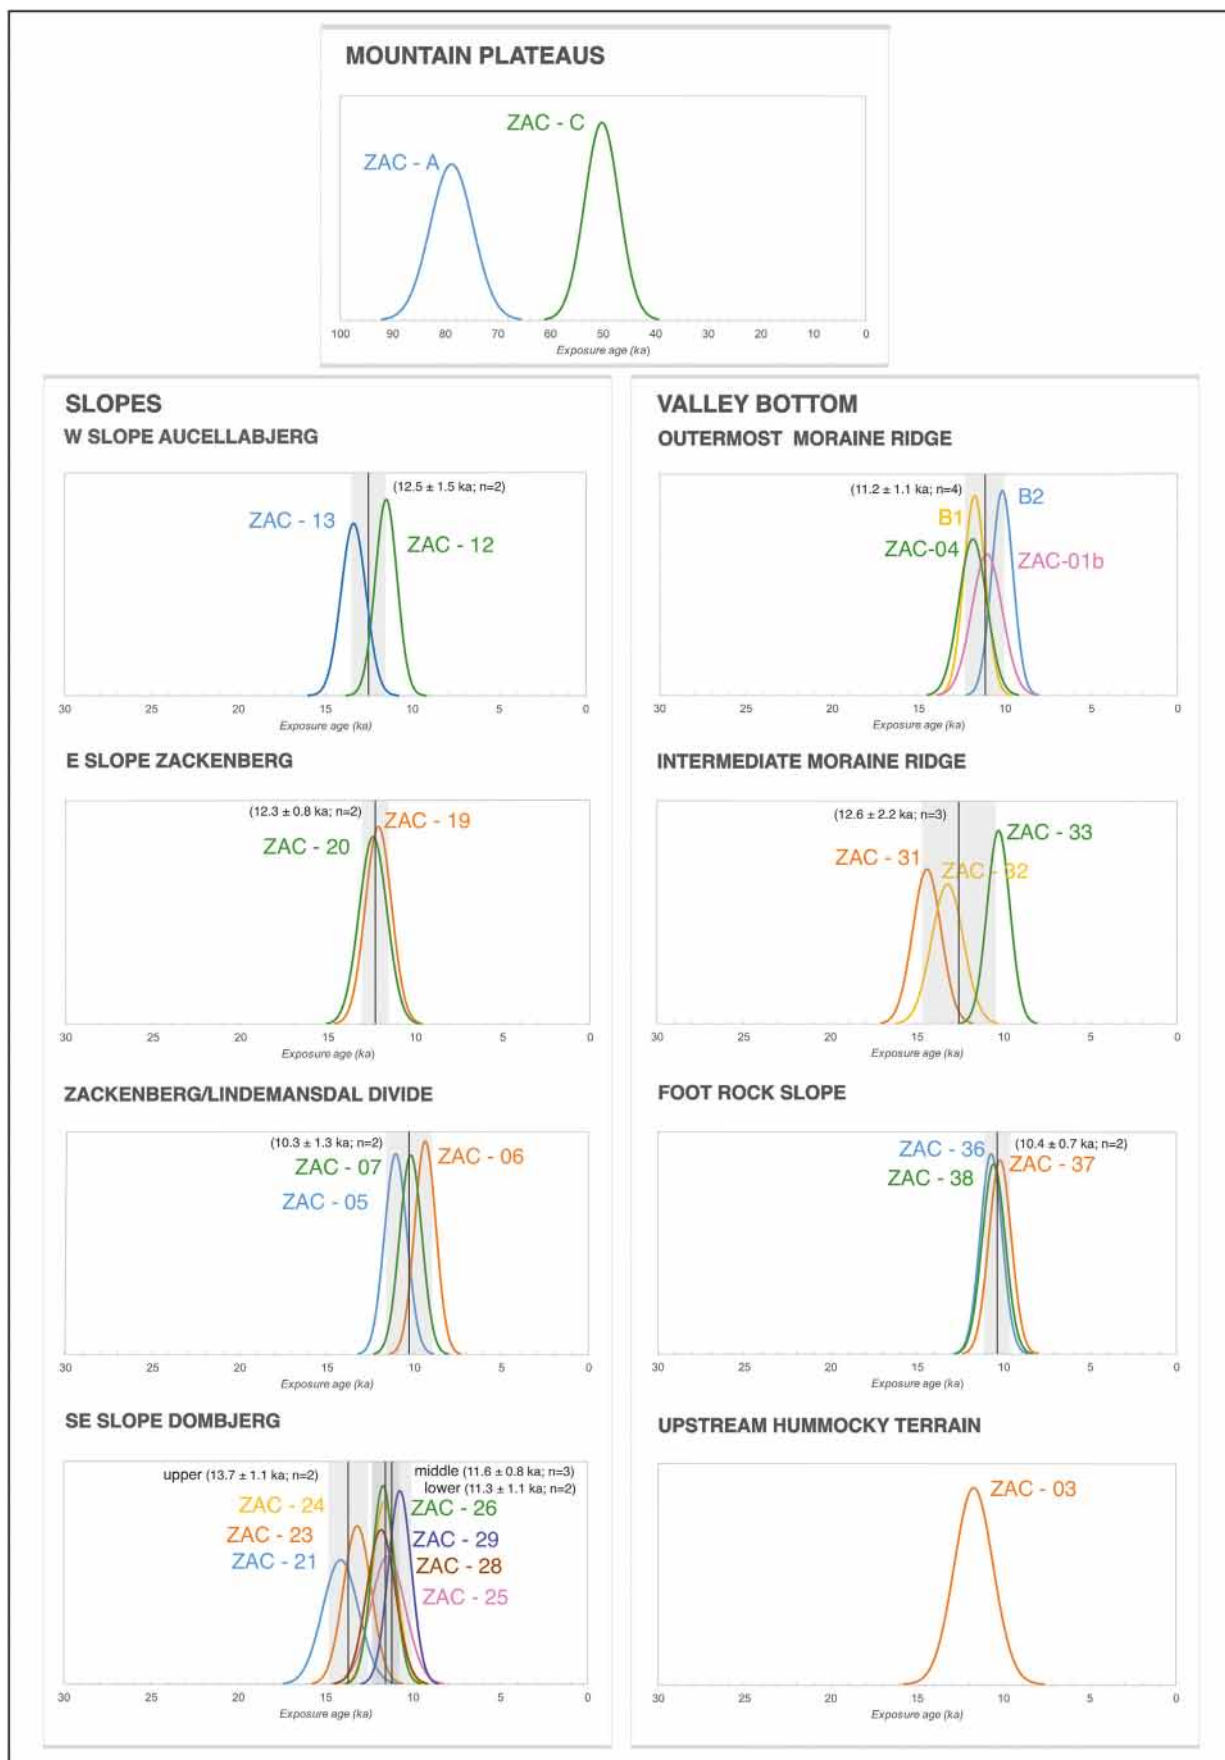 MOUNTAIN PLATEAUS
ZAC - C
ZAC - A
100 90 80 70 60 50 40 30 20 10 0
Exposure age (ka)
SLOPES
W SLOPE AUCELLABJERG
(12.5 ± 1.5 ka; n=2)
ZAC - 13
ZAC - 12
30 25 20 15 10 5 0
Exposure age (ka)
E SLOPE ZACKENBERG
(12.3 ± 0.8 ka; n=2)
ZAC - 19
ZAC - 20
30 25 20 15 10 5 0
Exposure age (ka)
ZACKENBERG/LINDEMANSDAL DIVIDE
(10.3 ± 1.3 ka; n=2)
ZAC - 06
ZAC - 07
ZAC - 05
30 25 20 15 10 5 0
Exposure age (ka)
SE SLOPE DOMBJERG
upper (13.7 ± 1.1 ka; n=2)
middle (11.6 ± 0.8 ka; n=3)
lower (11.3 ± 1.1 ka; n=2)
ZAC - 24
ZAC - 26
ZAC - 23
ZAC - 29
ZAC - 21
ZAC - 28
ZAC - 25
30 25 20 15 10 5 0
Exposure age (ka)
VALLEY BOTTOM
OUTERMOST MORAINE RIDGE
(11.2 ± 1.1 ka; n=4)
B2
B1
ZAC-04
ZAC-01b
30 25 20 15 10 5 0
Exposure age (ka)
INTERMEDIATE MORAINE RIDGE
(12.6 ± 2.2 ka; n=3)
ZAC - 33
ZAC - 31
ZAC - 32
30 25 20 15 10 5 0
Exposure age (ka)
FOOT ROCK SLOPE
(10.4 ± 0.7 ka; n=2)
ZAC - 36
ZAC - 37
ZAC - 38
30 25 20 15 10 5 0
Exposure age (ka)
UPSTREAM HUMMOCKY TERRAIN
ZAC - 03
30 25 20 15 10 5 0
Exposure age (ka)